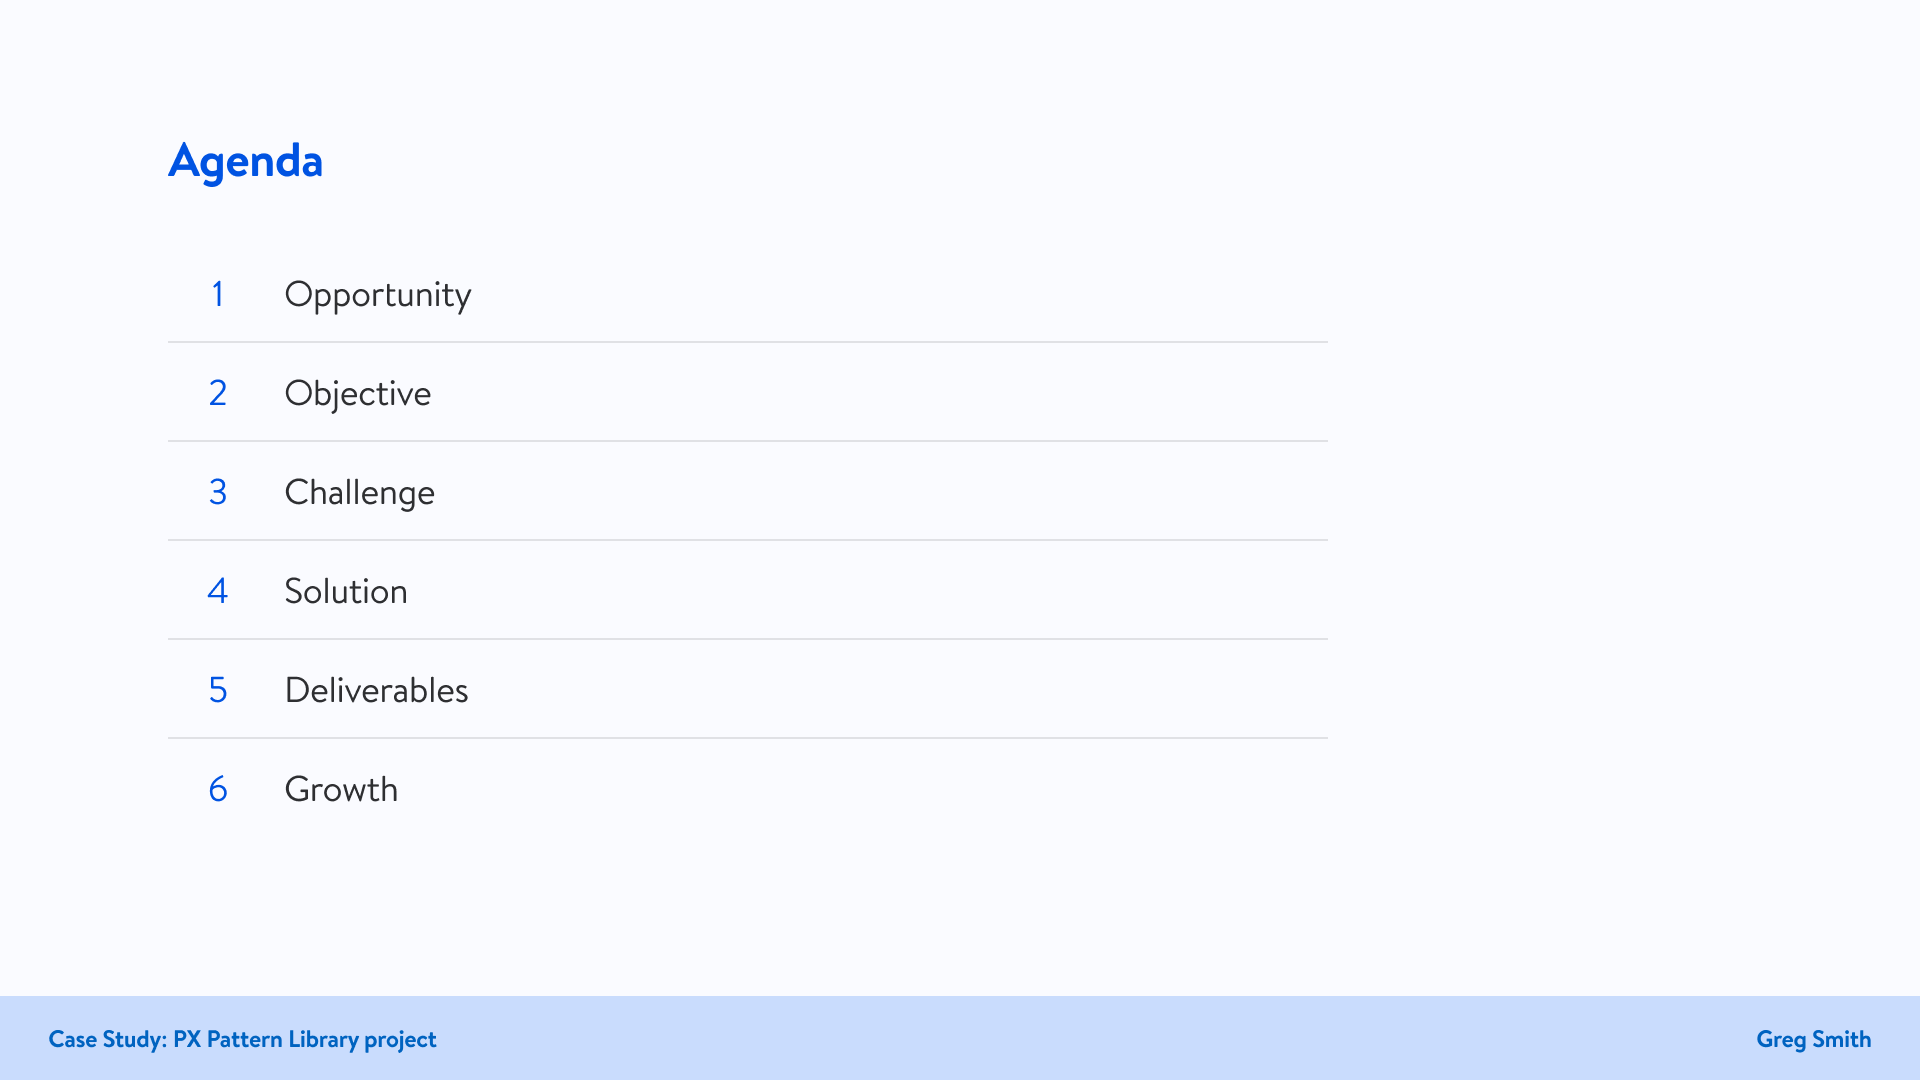 Agenda
1 Opportunity
2 Objective
3 Challenge
4 Solution
5 Deliverables
6 Growth
Case Study: PX Pattern Library project
Greg Smith